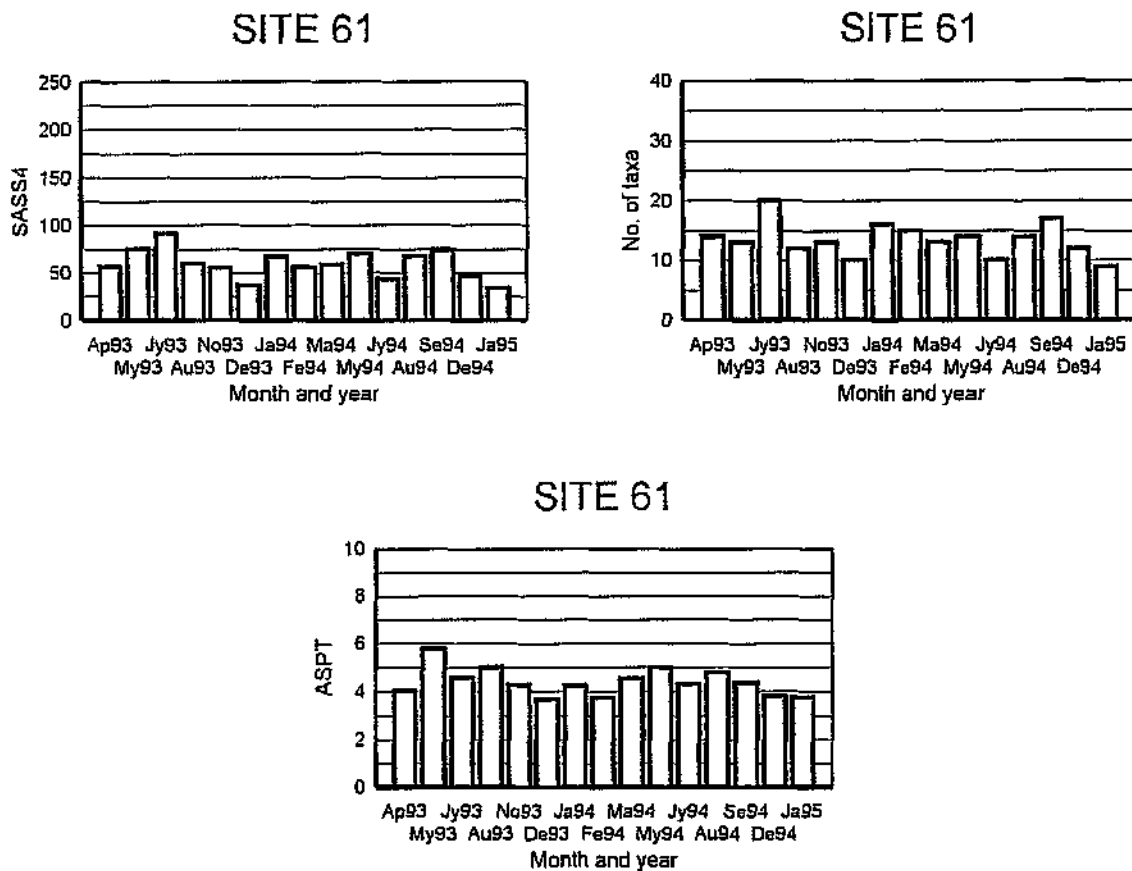 SITE 61
250
200
150
100
50
0
SASS4
Ap93 Jy93 No93 Ja94 Ma94 Jy94 Se94 Ja95
My93 Au93 De93 Fe94 My94 Au94 De94
Month and year
SITE 61
40
30
20
10
0
No. of taxa
Ap93 Jy93 No93 Ja94 Ma94 Jy94 Se94 Ja95
My93 Au93 De93 Fe94 My94 Au94 De94
Month and year
SITE 61
10
8
6
4
2
0
ASPT
Ap93 Jy93 No93 Ja94 Ma94 Jy94 Se94 Ja95
My93 Au93 De93 Fe94 My94 Au94 De94
Month and year